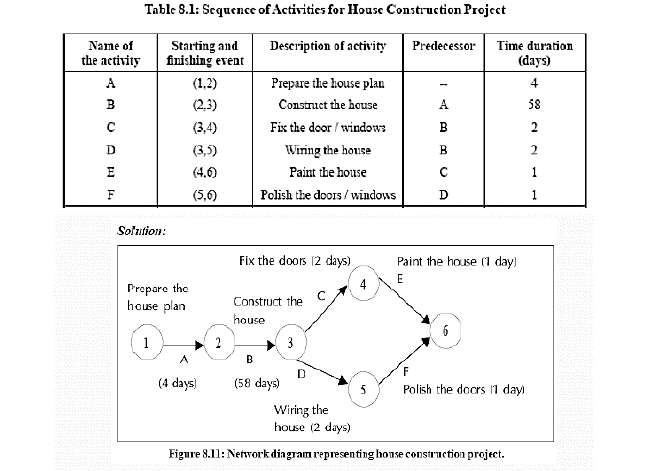 Table 8.1: Sequence of Activities for House Construction Project
Name of the activity | Starting and finishing event | Description of activity | Predecessor | Time duration (days)
A | (1,2) | Prepare the house plan | -- | 4
B | (2,3) | Construct the house | A | 58
C | (3,4) | Fix the door / windows | B | 2
D | (3,5) | Wiring the house | B | 2
E | (4,6) | Paint the house | C | 1
F | (5,6) | Polish the doors / windows | D | 1
Solution:
Fix the doors (2 days)
Paint the house (1 day)
Prepare the
house plan
Construct the
house
C
4
E
1
2
3
6
A
B
D
F
(4 days)
(58 days)
5
Polish the doors (1 day)
Wiring the
house (2 days)
Figure 8.11: Network diagram representing house construction project.